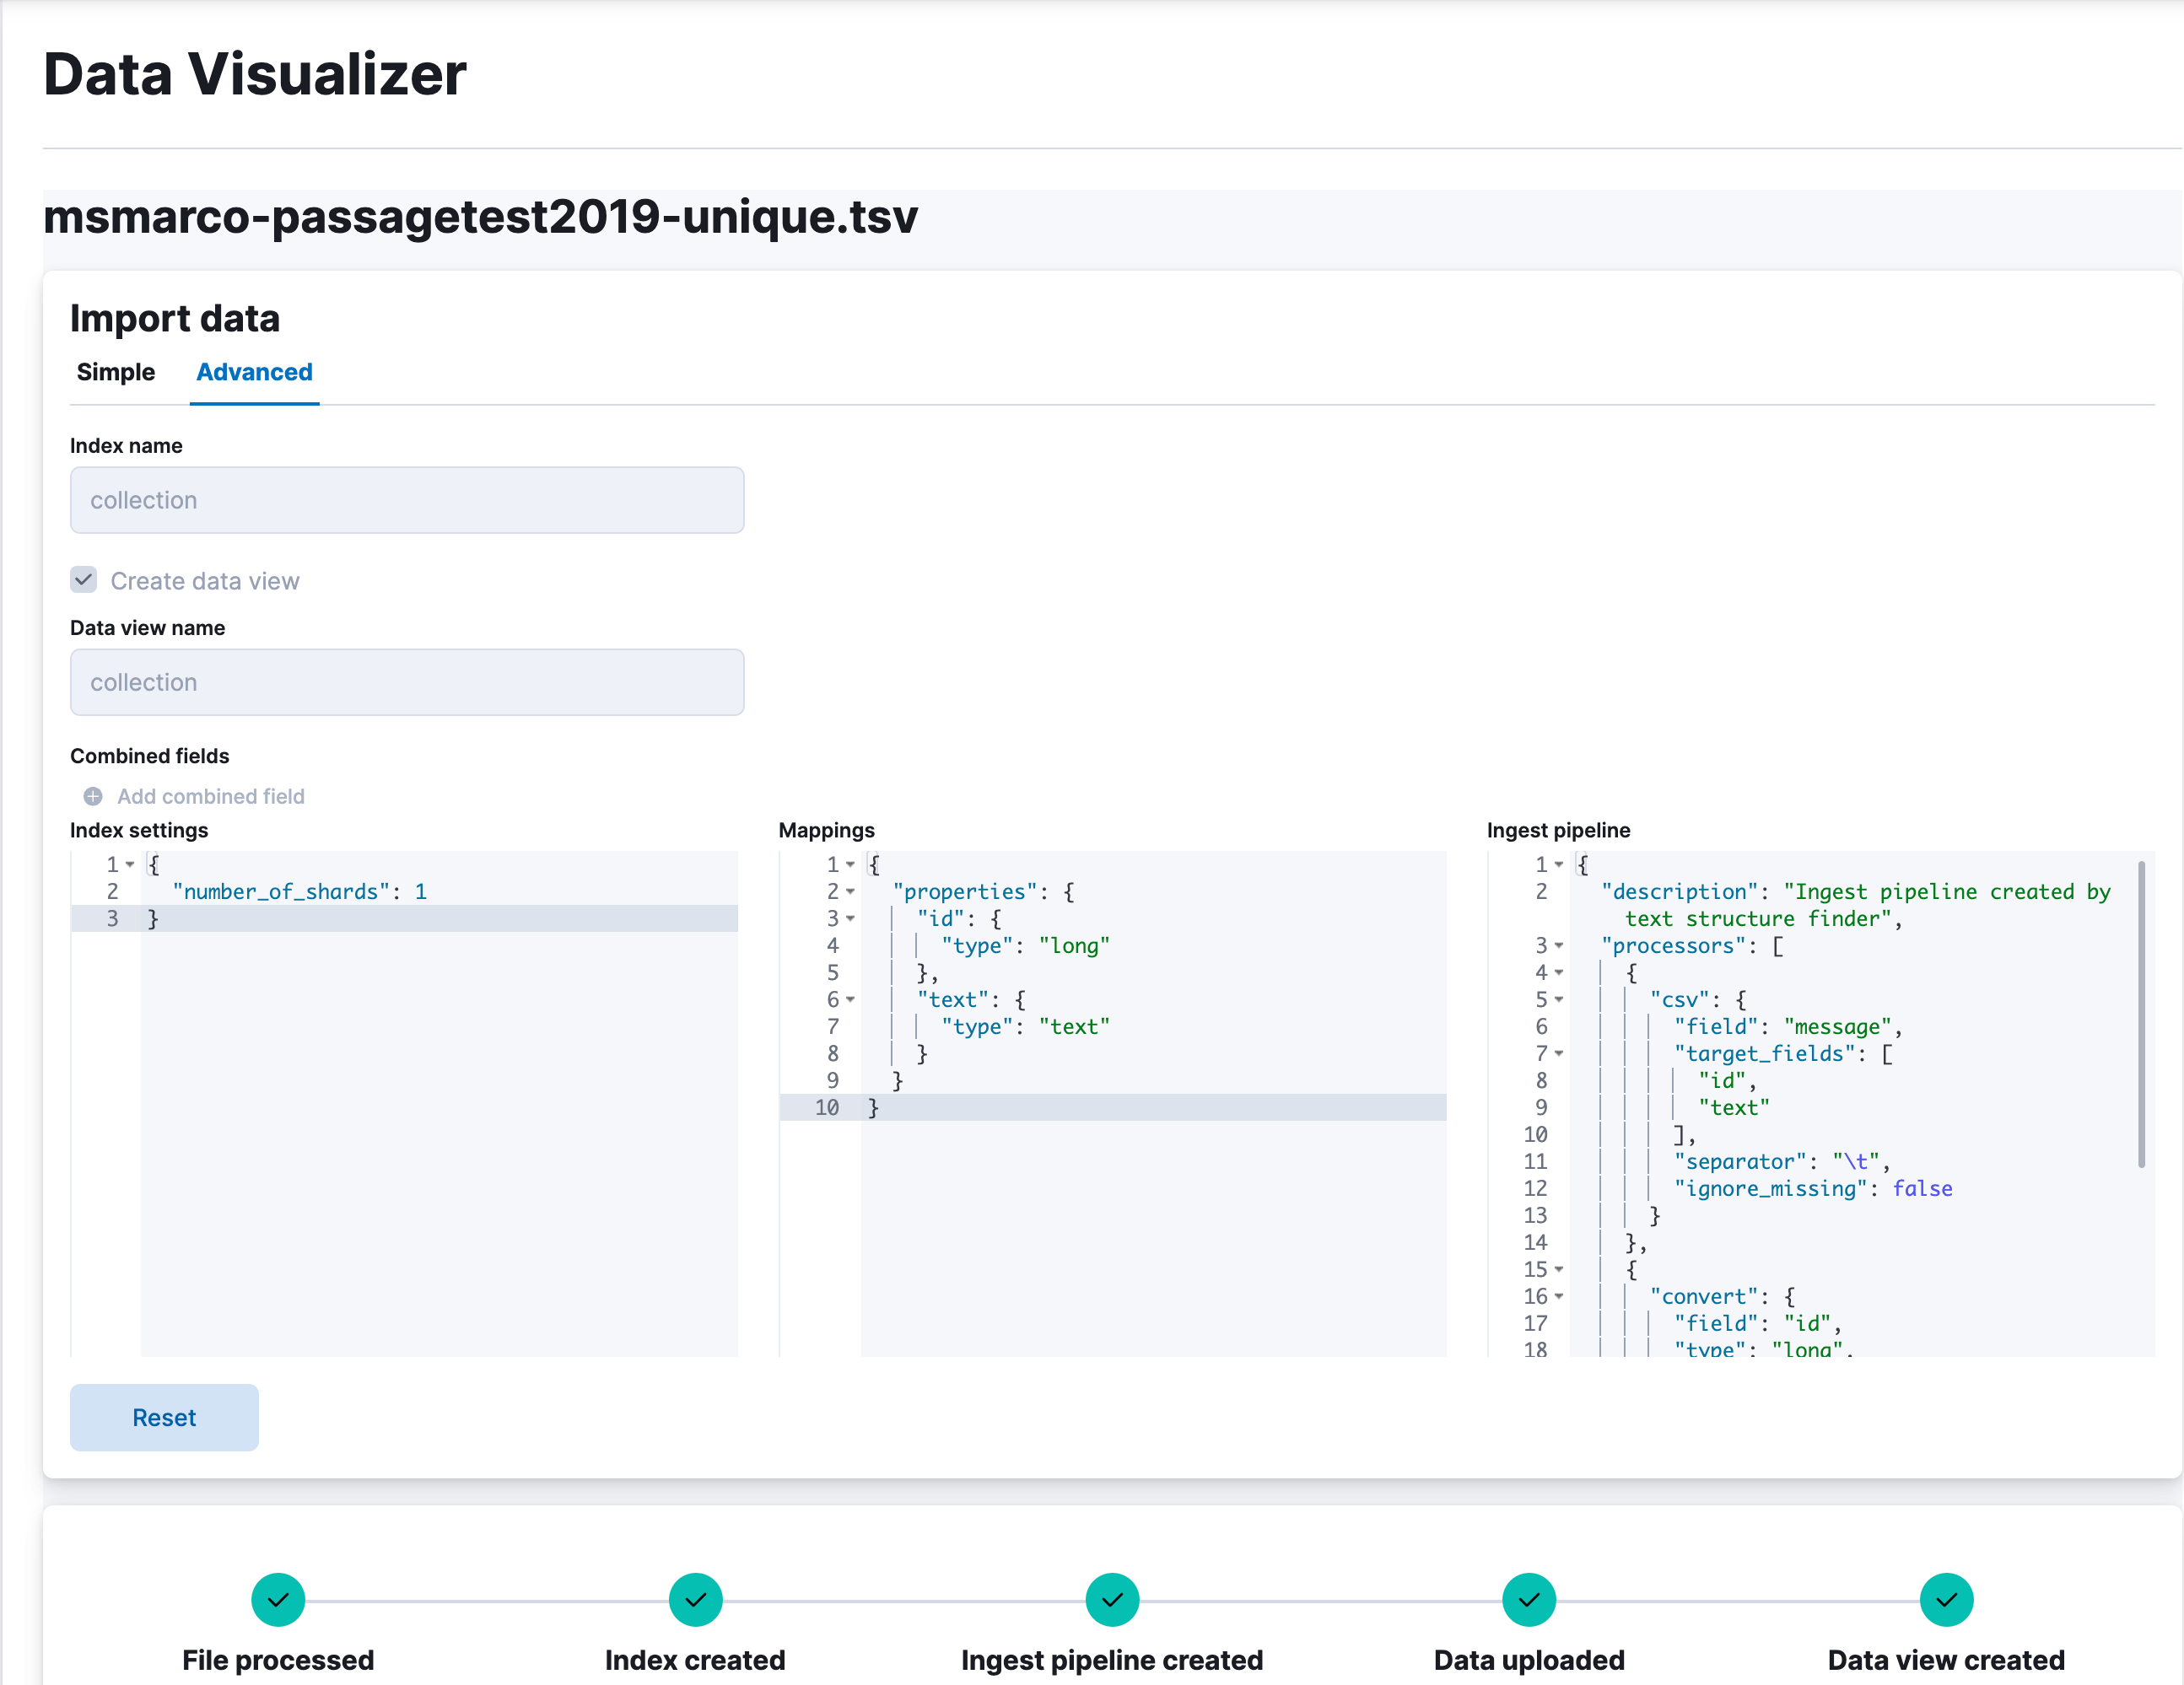 Data Visualizer
msmarco-passagetest2019-unique.tsv
Import data
Simple Advanced
Index name
collection
Create data view
Data view name
collection
Combined fields
Add combined field
Index settings
1 {
2 "number_of_shards": 1
3 }
Mappings
1 {
2 "properties": {
3 "id": {
4 "type": "long"
5 },
6 "text": {
7 "type": "text"
8 }
9 }
10 }
Ingest pipeline
1 {
2 "description": "Ingest pipeline created by
text structure finder",
3 "processors": [
4 {
5 "csv": {
6 "field": "message",
7 "target_fields": [
8 "id",
9 "text"
10 ],
11 "separator": "\t",
12 "ignore_missing": false
13 }
14 },
15 {
16 "convert": {
17 "field": "id",
18 "type": "long",
Reset
File processed
Index created
Ingest pipeline created
Data uploaded
Data view created